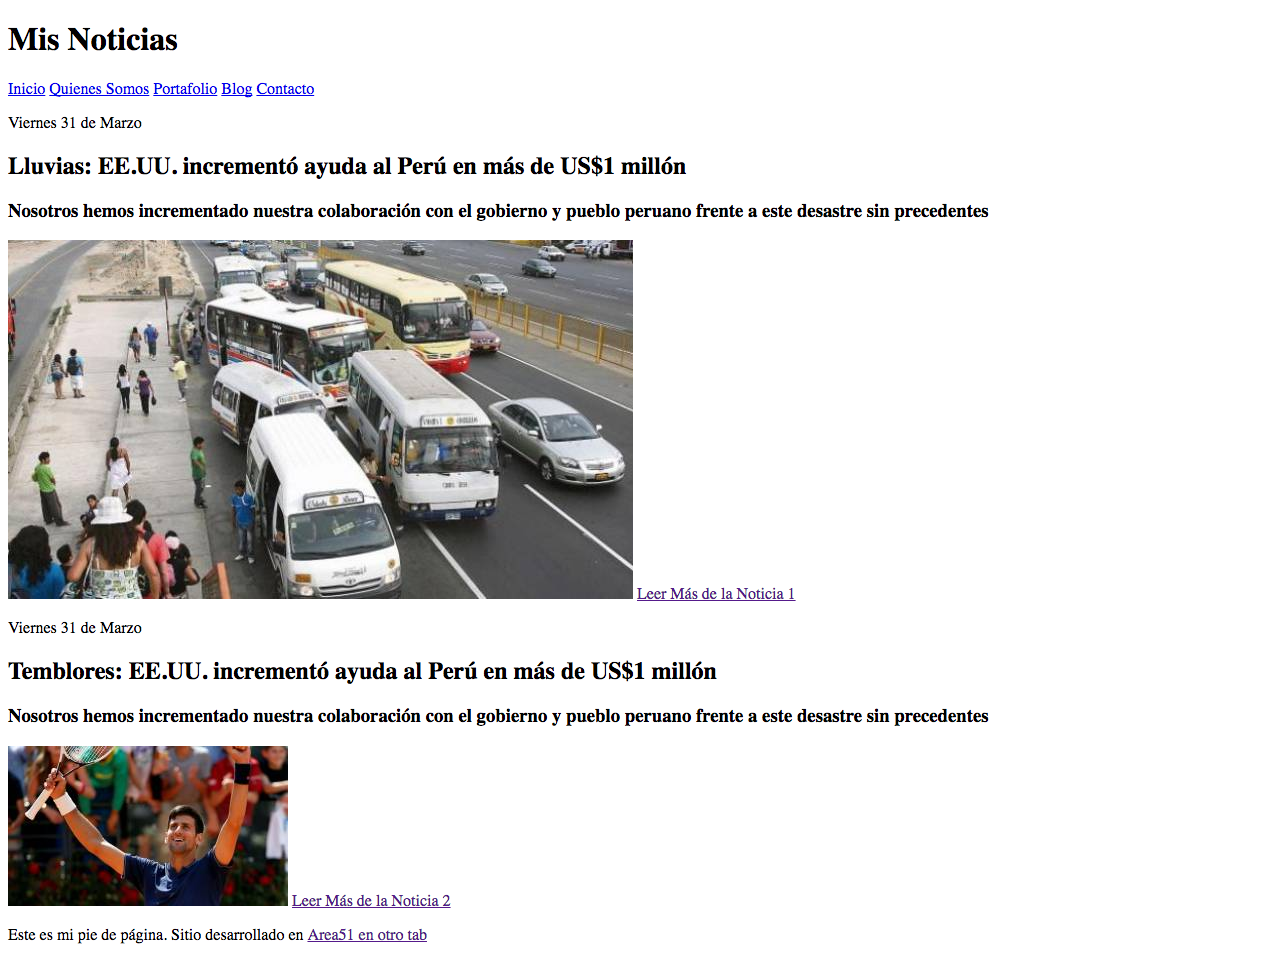 Mis Noticias
Inicio Quienes Somos Portafolio Blog Contacto
Viernes 31 de Marzo
Lluvias: EE.UU. incrementó ayuda al Perú en más de US$1 millón
Nosotros hemos incrementado nuestra colaboración con el gobierno y pueblo peruano frente a este desastre sin precedentes
Leer Más de la Noticia 1
Viernes 31 de Marzo
Temblores: EE.UU. incrementó ayuda al Perú en más de US$1 millón
Nosotros hemos incrementado nuestra colaboración con el gobierno y pueblo peruano frente a este desastre sin precedentes
Leer Más de la Noticia 2
Este es mi pie de página. Sitio desarrollado en Area51 en otro tab